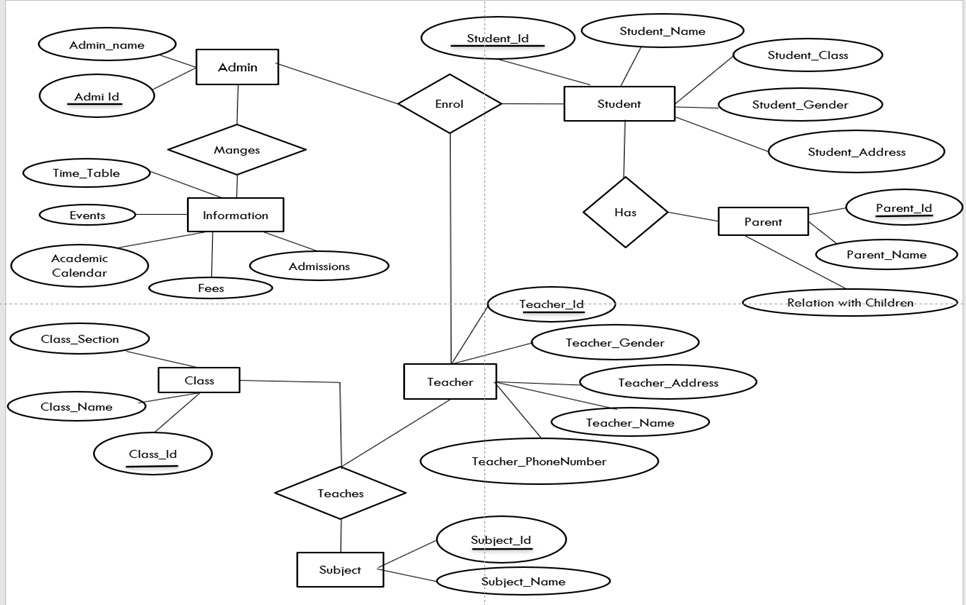 Admin_name
Admi Id
Admin
Manges
Enrol
Student_Id
Student_Name
Student_Class
Student_Gender
Student_Address
Student
Has
Parent
Parent_Id
Parent_Name
Relation with Children
Time_Table
Events
Academic
Calendar
Fees
Admissions
Information
Class_Section
Class_Name
Class_Id
Class
Teacher_Id
Teacher_Gender
Teacher_Address
Teacher_Name
Teacher_PhoneNumber
Teacher
Teaches
Subject
Subject_Id
Subject_Name